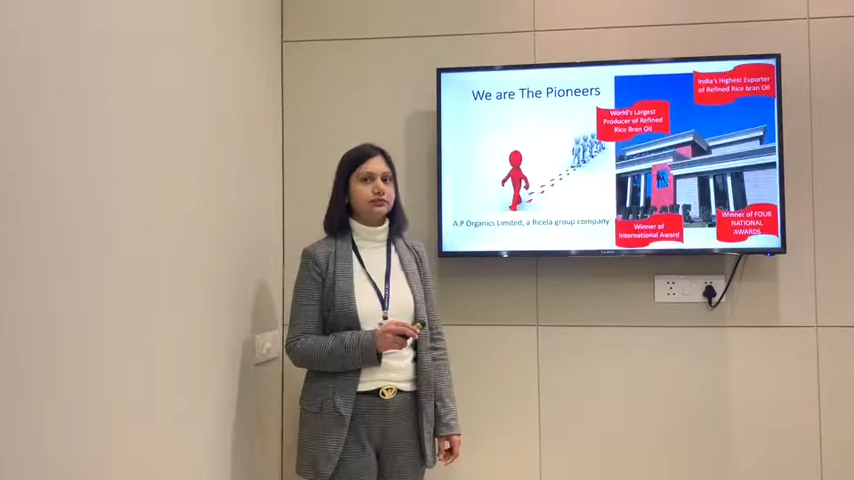 We are The Pioneers
India's Highest Exporter
of Refined Rice bran Oil
World's Largest
Producer of Refined
Rice Bran Oil
A.P Organics Limited, a Ricela group company
Winner of
International Award
Winner of FOUR
NATIONAL
AWARDS